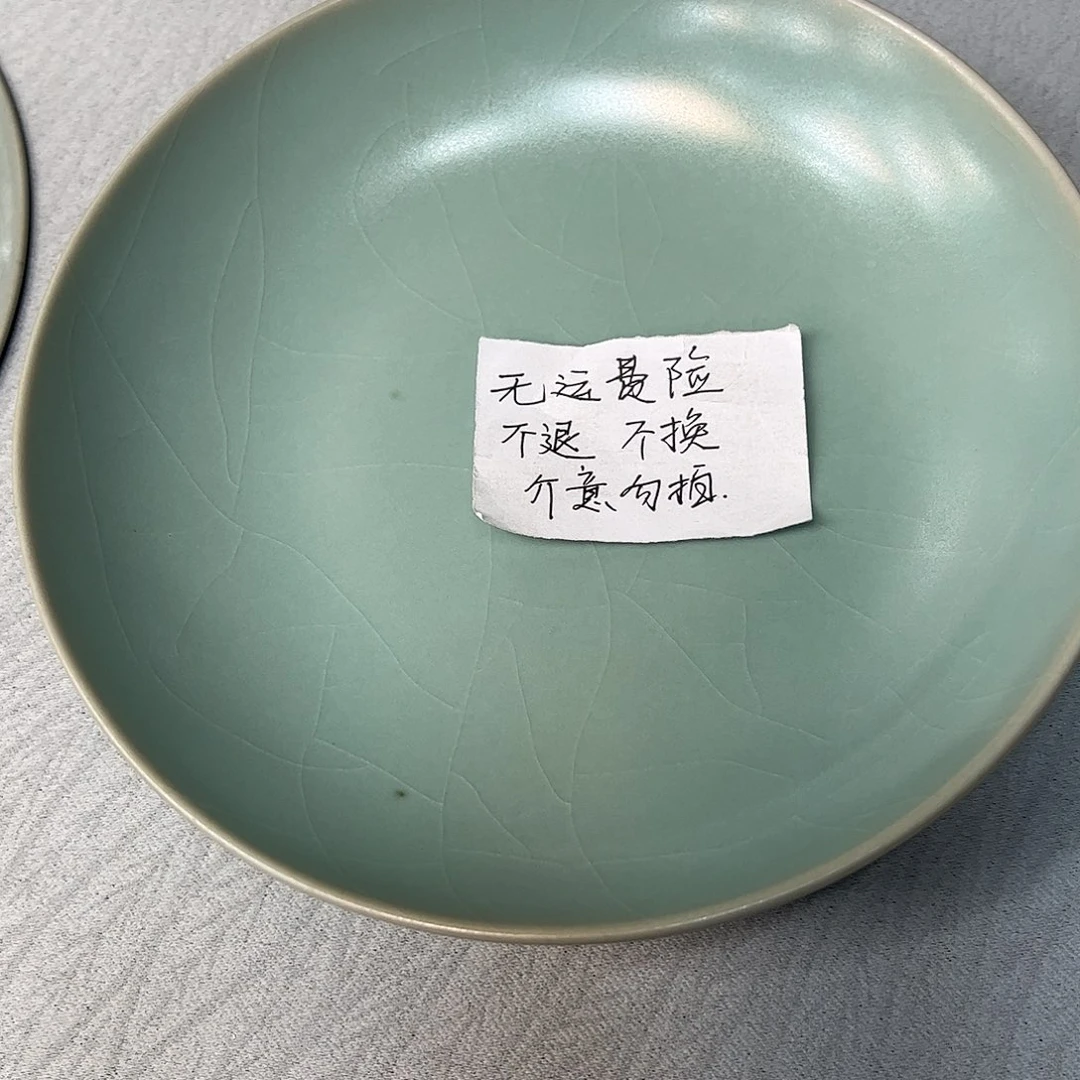 无运费险
不退 不换
介意勿拍.